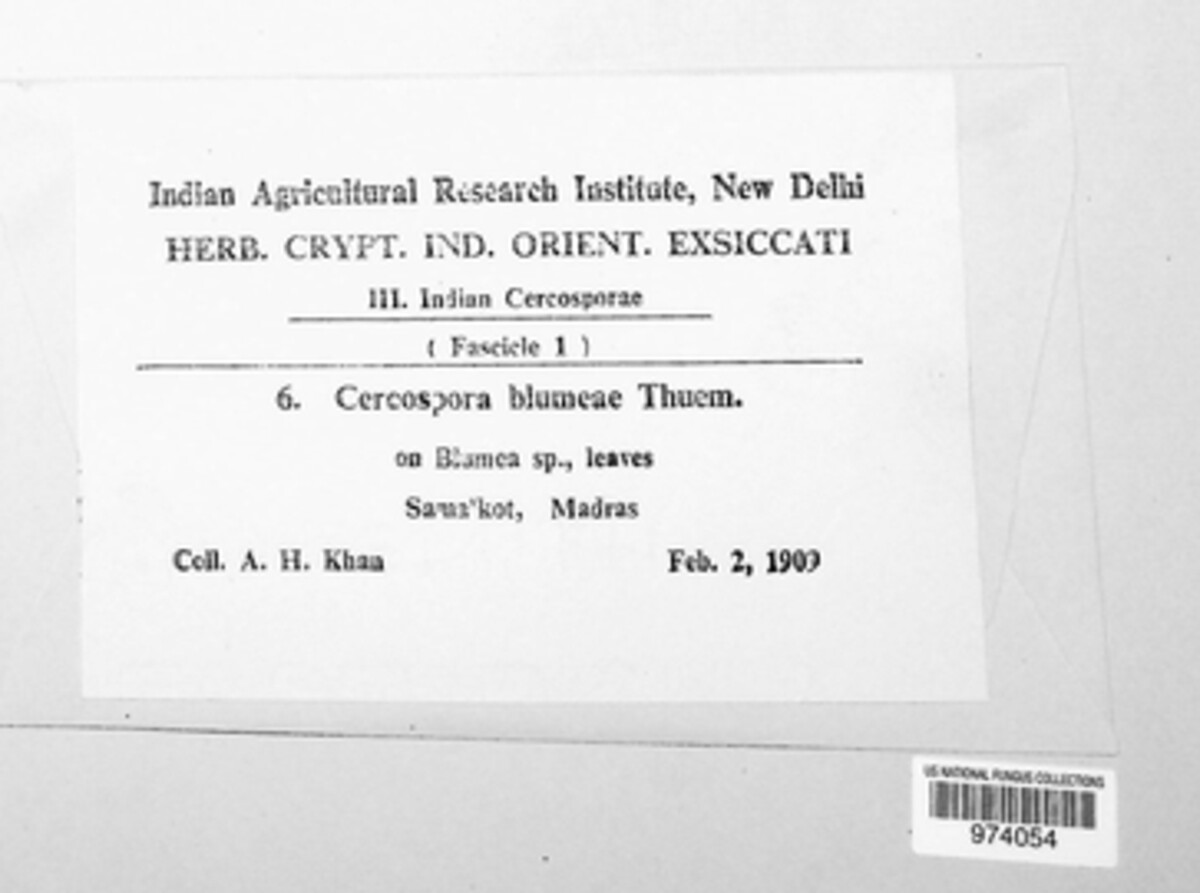 Indian Agricultural Research Institute, New Delhi
HERB. CRYPT. IND. ORIENT. EXSICCATI
III. Indian Cercosporae
( Fascicle 1 )
6. Cercospora blumeae Thuem.
on Blumea sp., leaves
Madras
Coll. A. H. Khan Feb. 2, 1909
US NATIONAL FUNGUS COLLECTIONS
974054